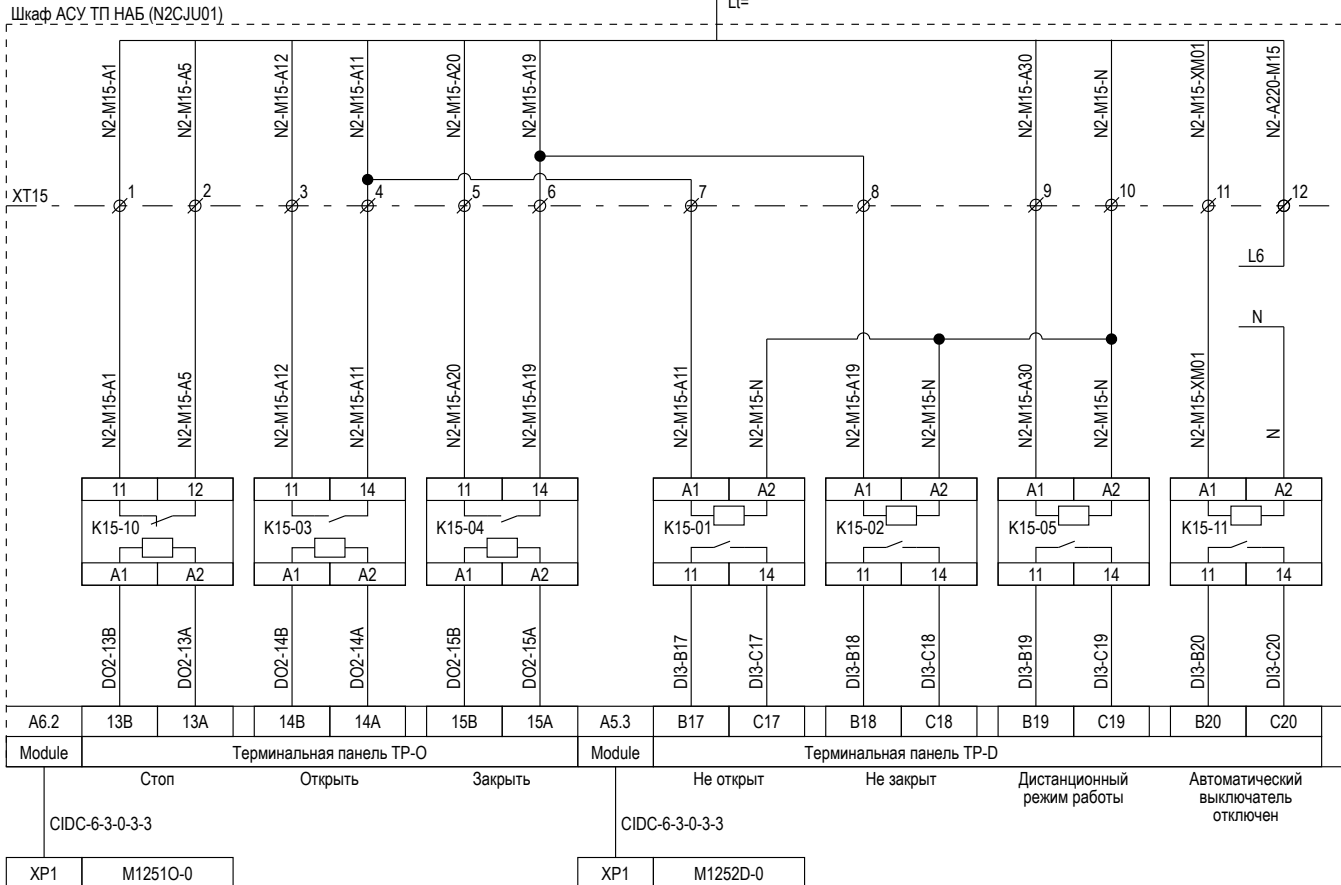 Lt=
Шкаф АСУ ТП НАБ (N2CJU01)
N2-M15-A1
N2-M15-A5
N2-M15-A12
N2-M15-A11
N2-M15-A20
N2-M15-A19
N2-M15-A30
N2-M15-N
N2-M15-XM01
N2-A220-M15
XT15
1
2
3
4
5
6
7
8
9
10
11
12
L6
N
N2-M15-A1
N2-M15-A5
N2-M15-A12
N2-M15-A11
N2-M15-A20
N2-M15-A19
N2-M15-A11
N2-M15-N
N2-M15-A19
N2-M15-N
N2-M15-A30
N2-M15-N
N2-M15-XM01
N
11 12 11 14 11 14 A1 A2 A1 A2 A1 A2 A1 A2
K15-10 K15-03 K15-04 K15-01 K15-02 K15-05 K15-11
A1 A2 A1 A2 A1 A2 11 14 11 14 11 14 11 14
DO2-13B
DO2-13A
DO2-14B
DO2-14A
DO2-15B
DO2-15A
DI3-B17
DI3-C17
DI3-B18
DI3-C18
DI3-B19
DI3-C19
DI3-B20
DI3-C20
A6.2 13B 13A 14B 14A 15B 15A A5.3 B17 C17 B18 C18 B19 C19 B20 C20
Module Терминальная панель TP-O Module Терминальная панель TP-D
Стоп
Открыть
Закрыть
Не открыт
Не закрыт
Дистанционный
режим работы
Автоматический
выключатель
отключен
CIDC-6-3-0-3-3
CIDC-6-3-0-3-3
XP1 M1251O-0
XP1 M1252D-0